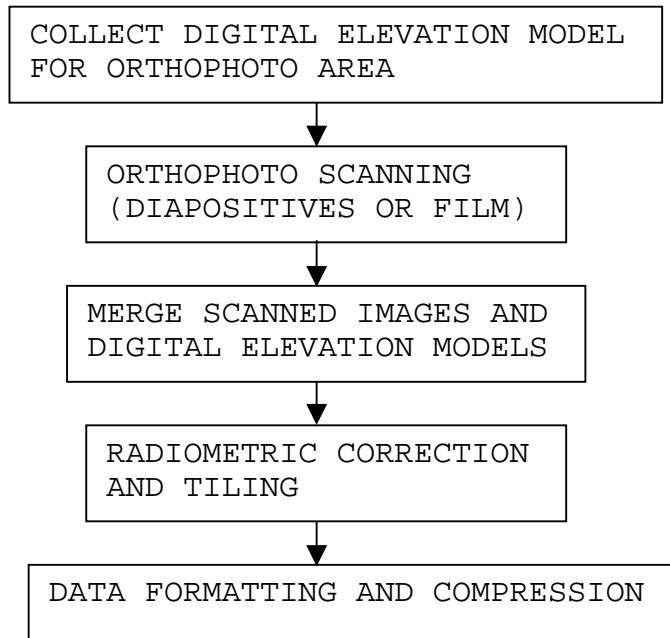 COLLECT DIGITAL ELEVATION MODEL
FOR ORTHOPHOTO AREA
ORTHOPHOTO SCANNING
(DIAPOSITIVES OR FILM)
MERGE SCANNED IMAGES AND
DIGITAL ELEVATION MODELS
RADIOMETRIC CORRECTION
AND TILING
DATA FORMATTING AND COMPRESSION